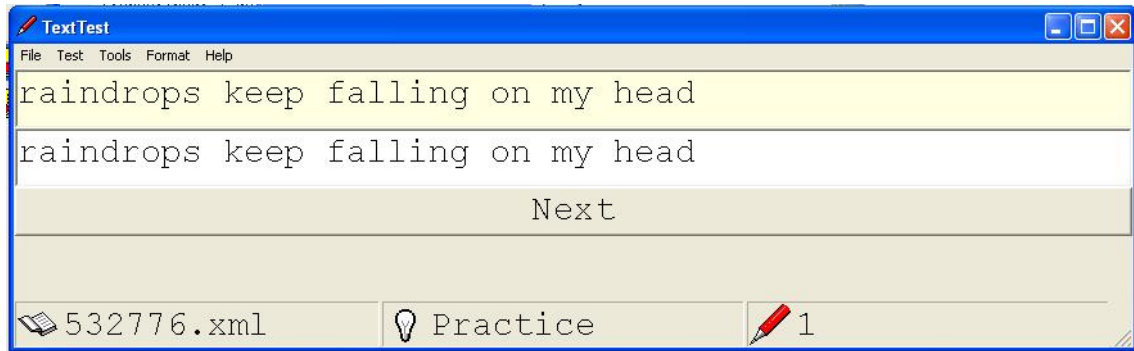 TextTest
File Test Tools Format Help
raindrops keep falling on my head
raindrops keep falling on my head
Next
532776.xml Practice 1